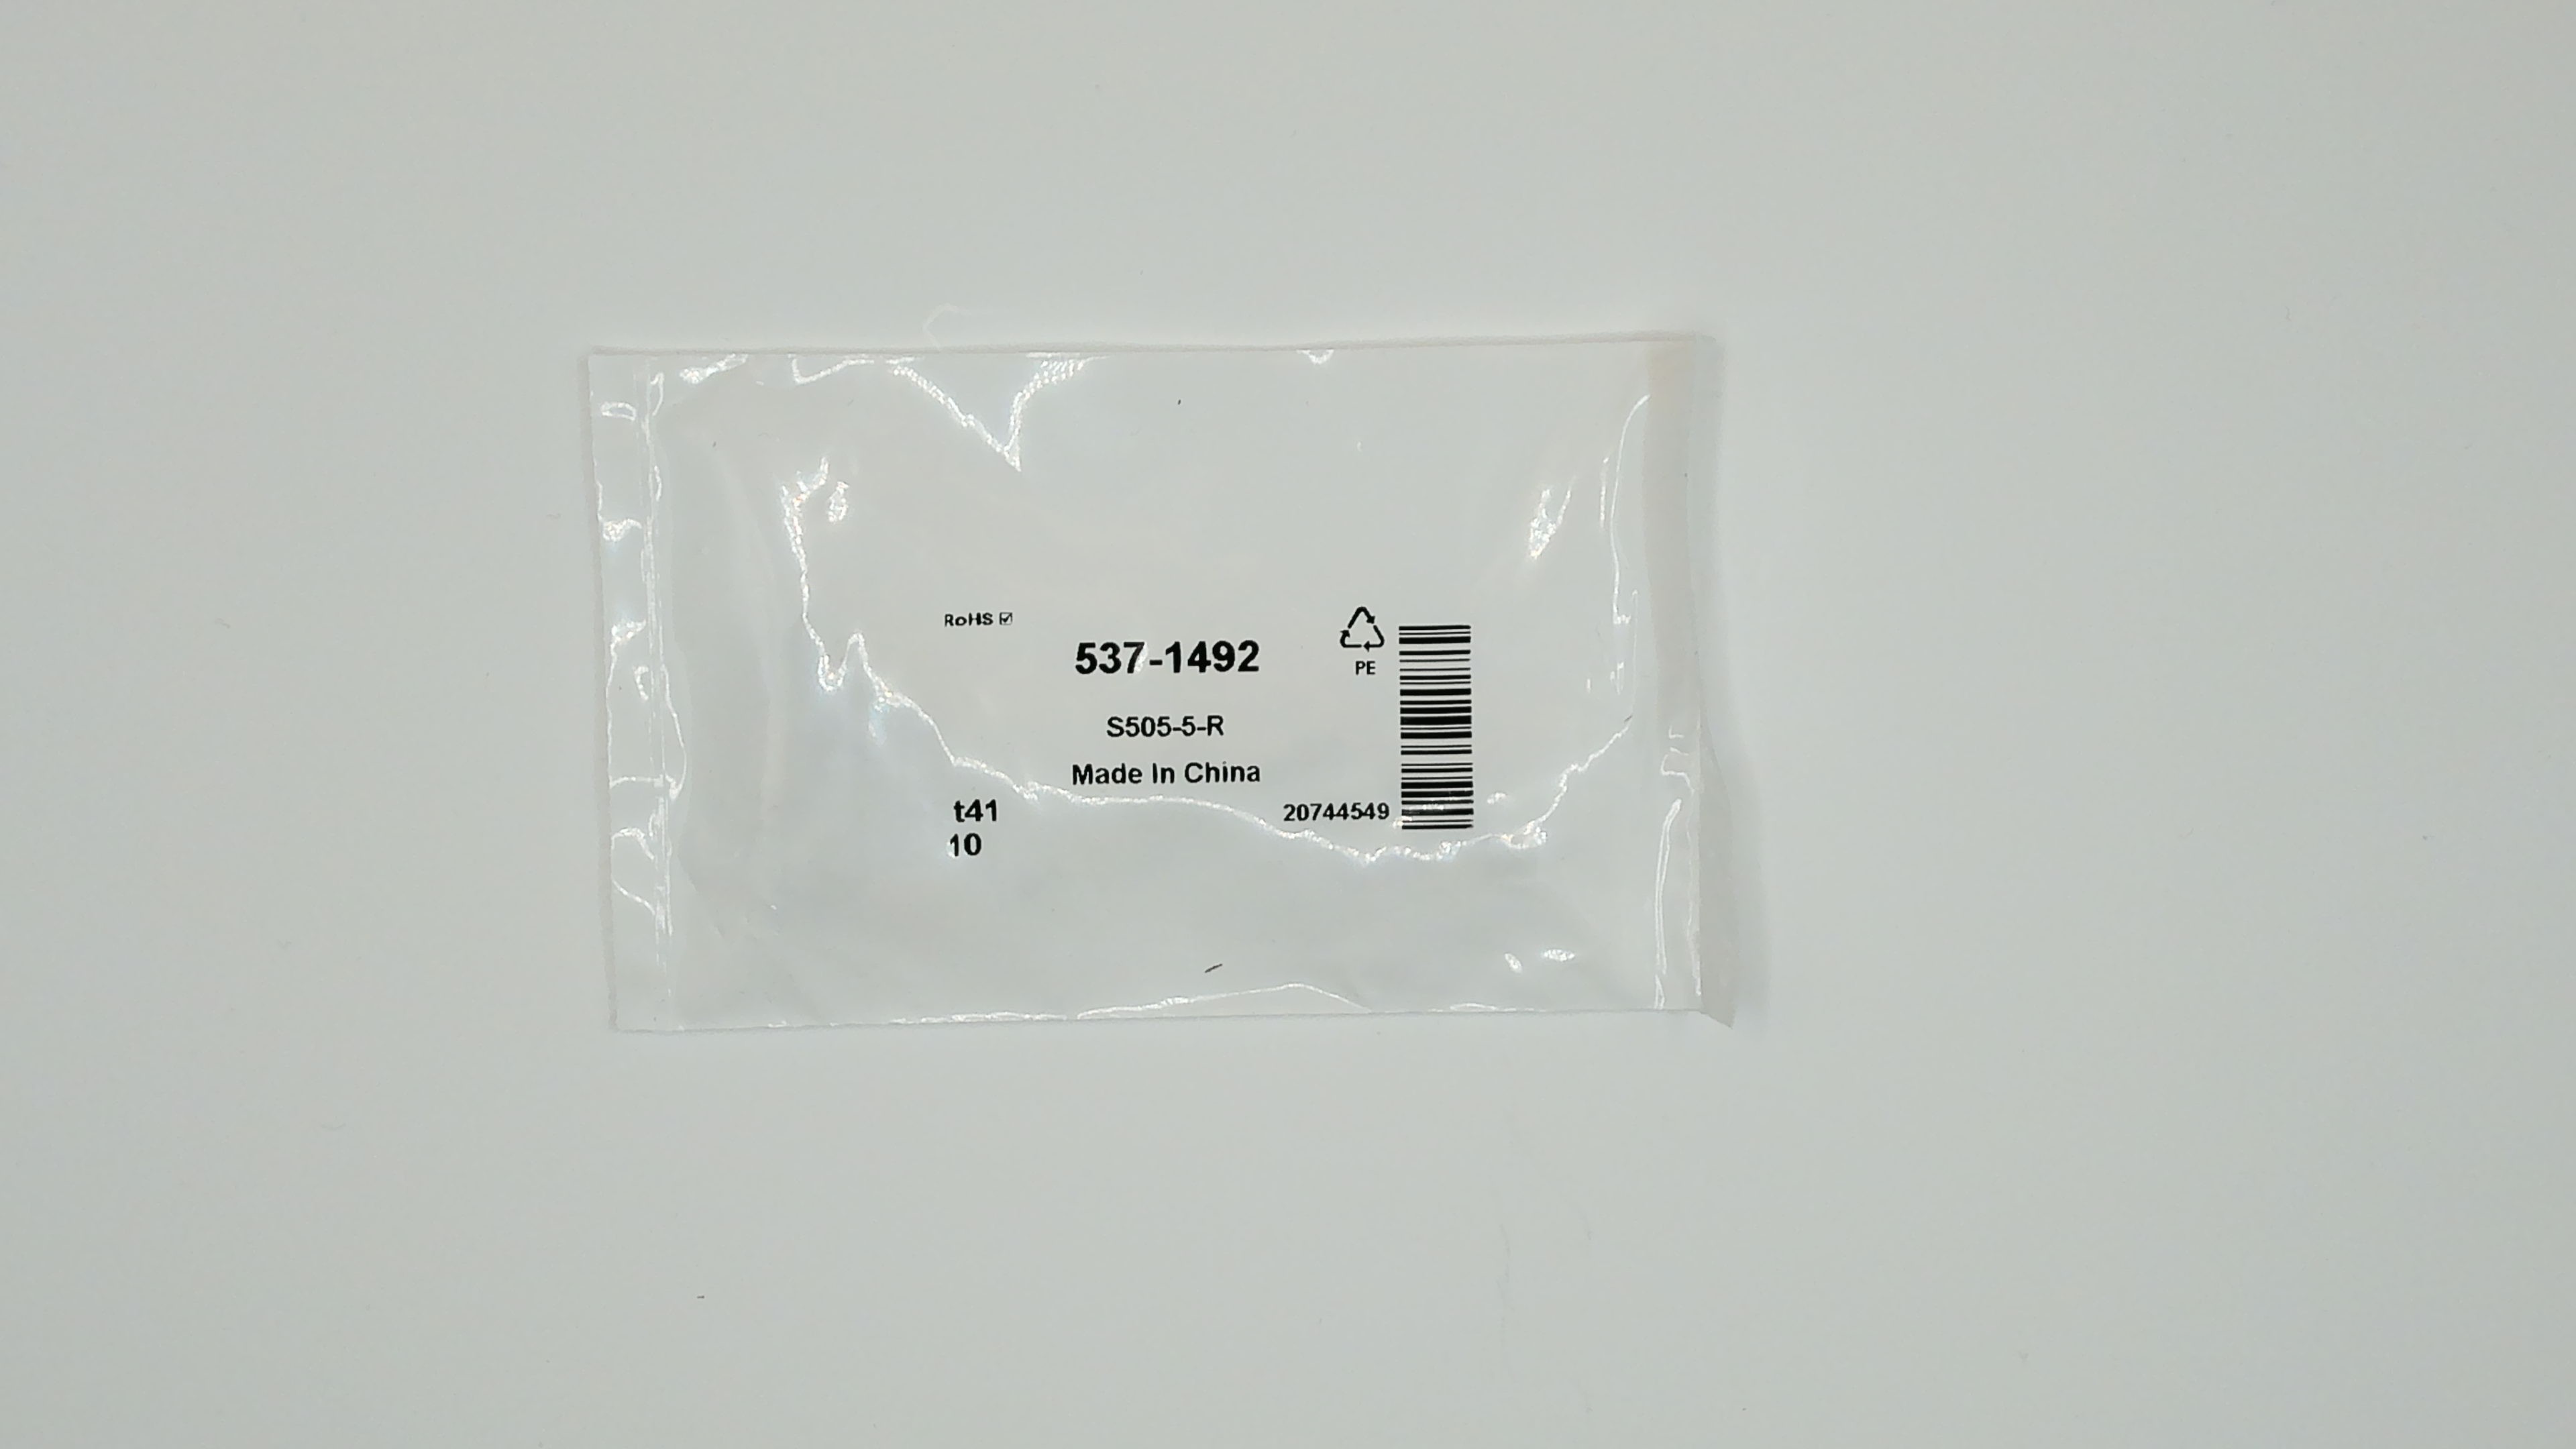 RoHS ☑
537-1492
PE
S505-5-R
Made In China
t41
20744549
10